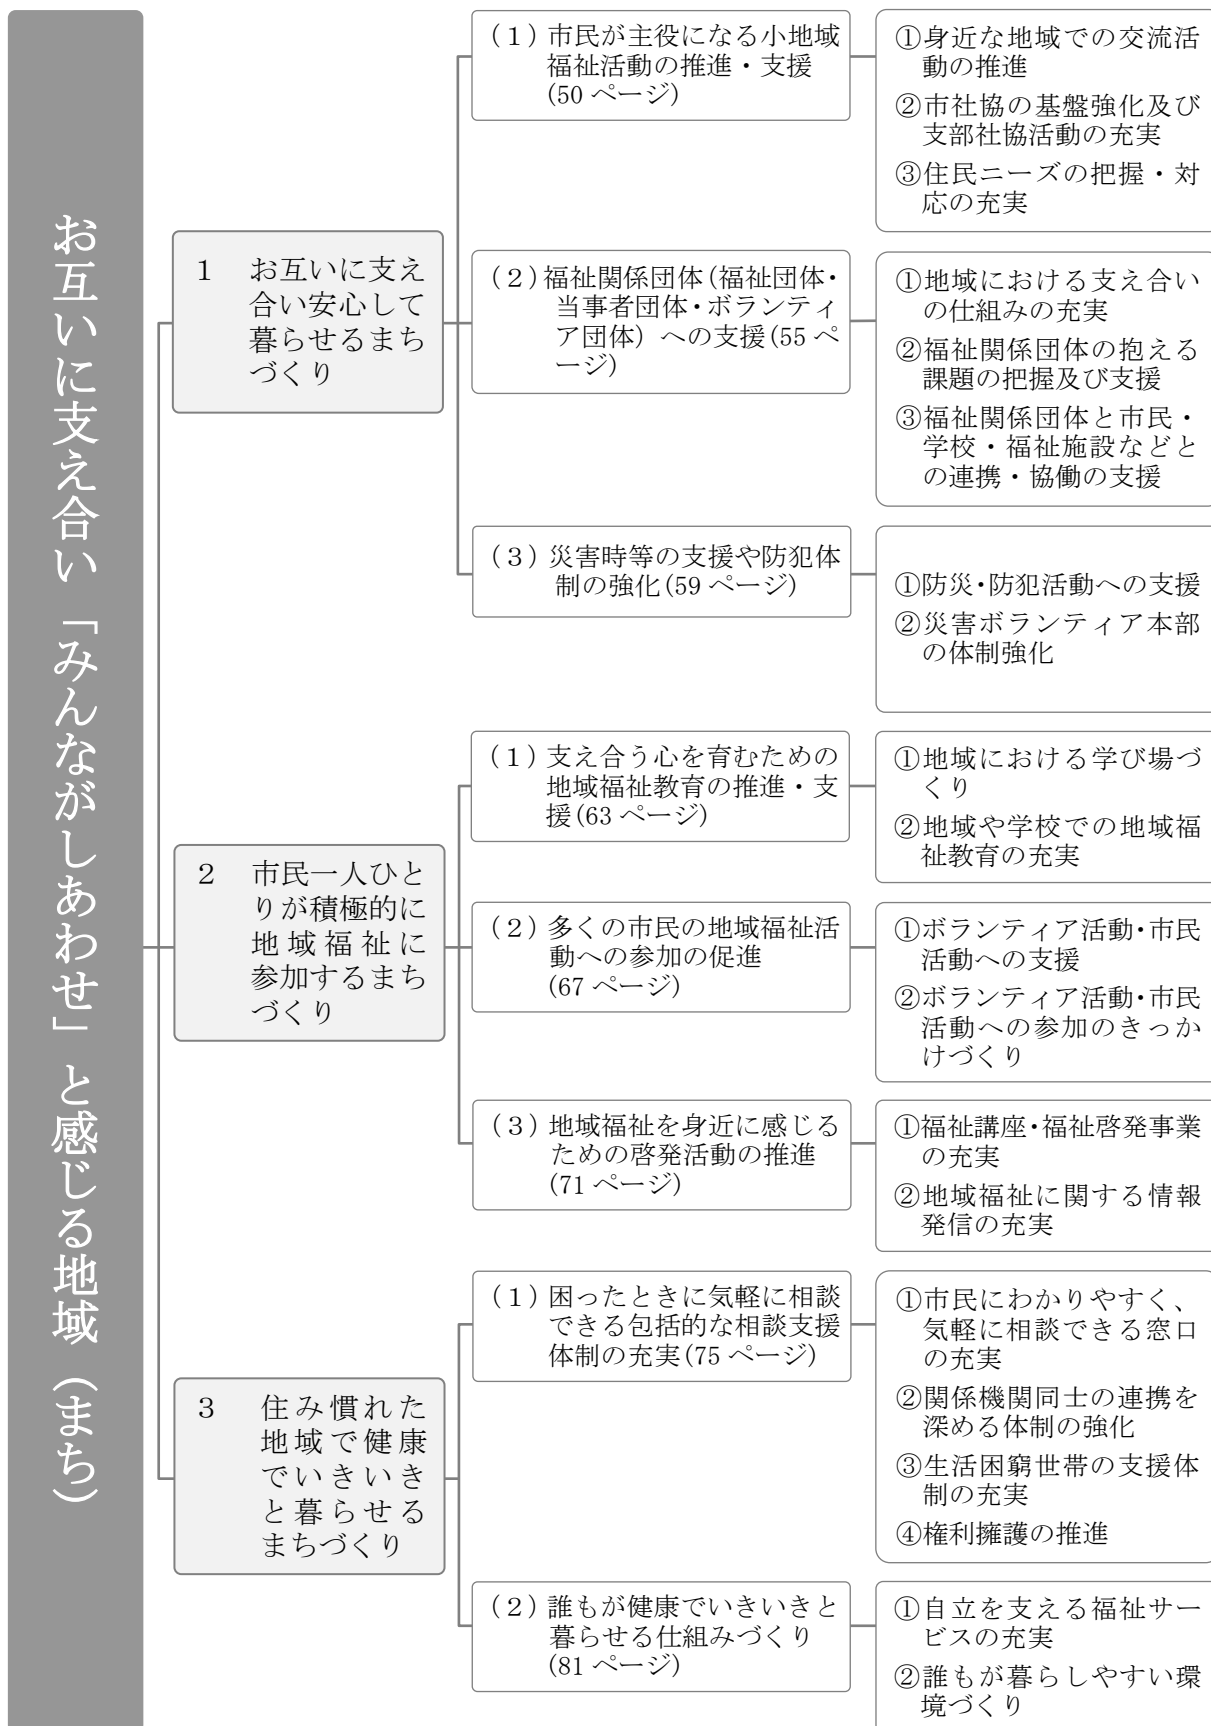 お互いに支え合い「みんながしあわせ」と感じる地域（まち）
１　お互いに支え
合い安心して
暮らせるまち
づくり
（１）市民が主役になる小地域
福祉活動の推進・支援
(50 ページ)
①身近な地域での交流活
動の推進
②市社協の基盤強化及び
支部社協活動の充実
③住民ニーズの把握・対
応の充実
（２）福祉関係団体(福祉団体・
当事者団体・ボランティ
ア団体) への支援(55 ペ
ージ)
①地域における支え合い
の仕組みの充実
②福祉関係団体の抱える
課題の把握及び支援
③福祉関係団体と市民・
学校・福祉施設などと
の連携・協働の支援
（３）災害時等の支援や防犯体
制の強化(59 ページ)
①防災・防犯活動への支援
②災害ボランティア本部
の体制強化
２　市民一人ひと
りが積極的に
地域福祉に
参加するまち
づくり
（１）支え合う心を育むための
地域福祉教育の推進・支
援(63 ページ)
①地域における学び場づ
くり
②地域や学校での地域福
祉教育の充実
（２）多くの市民の地域福祉活
動への参加の促進
(67 ページ)
①ボランティア活動・市民
活動への支援
②ボランティア活動・市民
活動への参加のきっか
けづくり
（３）地域福祉を身近に感じる
ための啓発活動の推進
(71 ページ)
①福祉講座・福祉啓発事業
の充実
②地域福祉に関する情報
発信の充実
３　住み慣れた
地域で健康
でいきいき
と暮らせる
まちづくり
（１）困ったときに気軽に相談
できる包括的な相談支援
体制の充実(75 ページ)
①市民にわかりやすく、
気軽に相談できる窓口
の充実
②関係機関同士の連携を
深める体制の強化
③生活困窮世帯の支援体
制の充実
④権利擁護の推進
（２）誰もが健康でいきいきと
暮らせる仕組みづくり
(81 ページ)
①自立を支える福祉サー
ビスの充実
②誰もが暮らしやすい環
境づくり